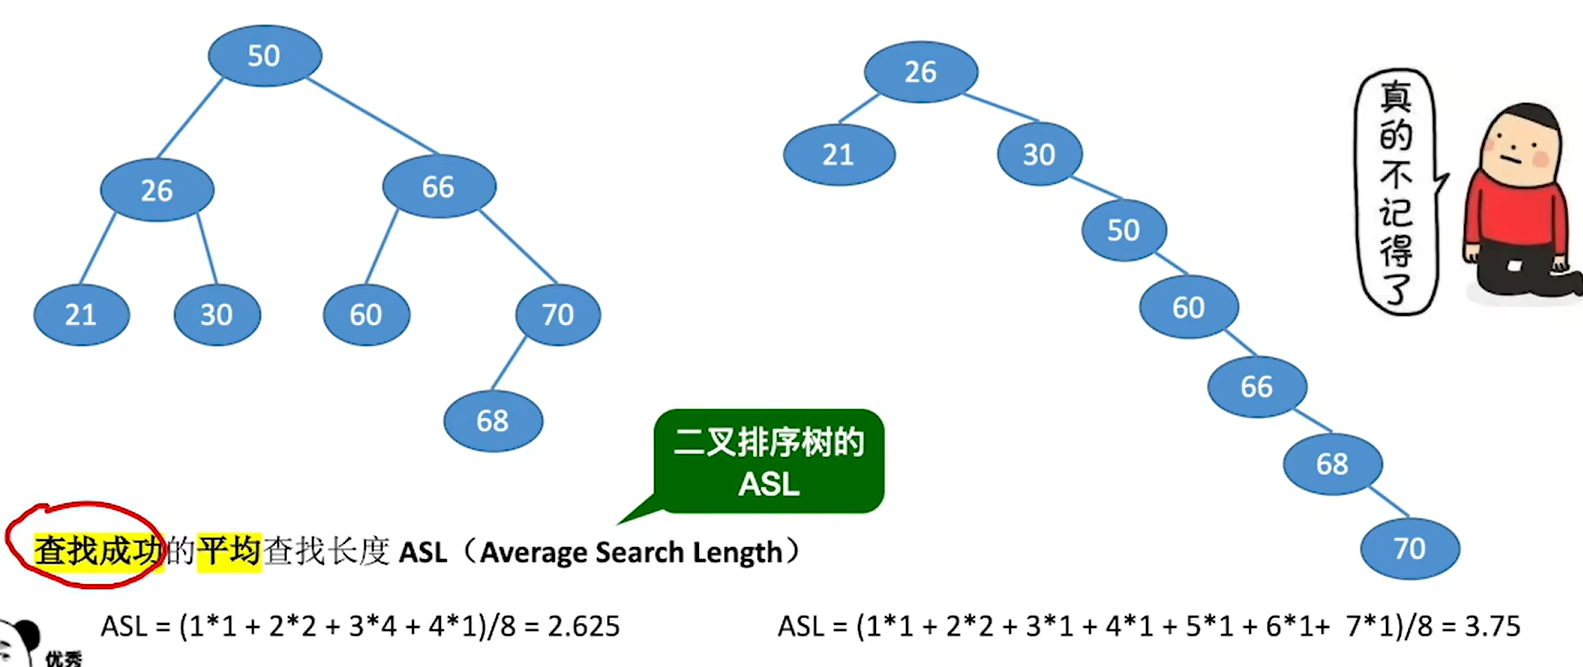 50
26
66
21
30
60
70
68
26
21
30
50
60
66
68
70
真的不记得了
二叉排序树的
ASL
查找成功的平均查找长度 ASL（Average Search Length）
ASL = (1*1 + 2*2 + 3*4 + 4*1)/8 = 2.625
ASL = (1*1 + 2*2 + 3*1 + 4*1 + 5*1 + 6*1+ 7*1)/8 = 3.75
优秀